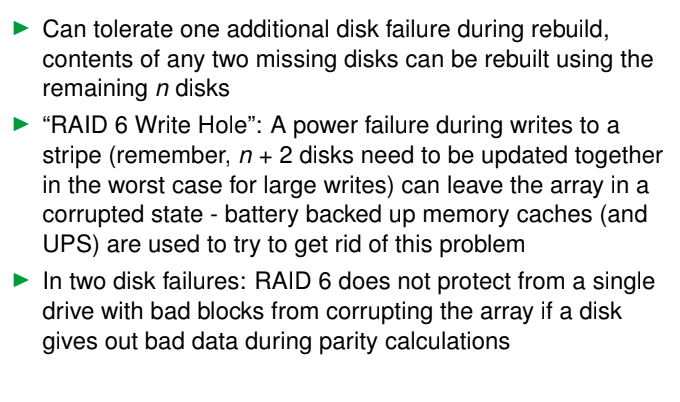 Can tolerate one additional disk failure during rebuild,
contents of any two missing disks can be rebuilt using the
remaining n disks
“RAID 6 Write Hole”: A power failure during writes to a
stripe (remember, n + 2 disks need to be updated together
in the worst case for large writes) can leave the array in a
corrupted state - battery backed up memory caches (and
UPS) are used to try to get rid of this problem
In two disk failures: RAID 6 does not protect from a single
drive with bad blocks from corrupting the array if a disk
gives out bad data during parity calculations